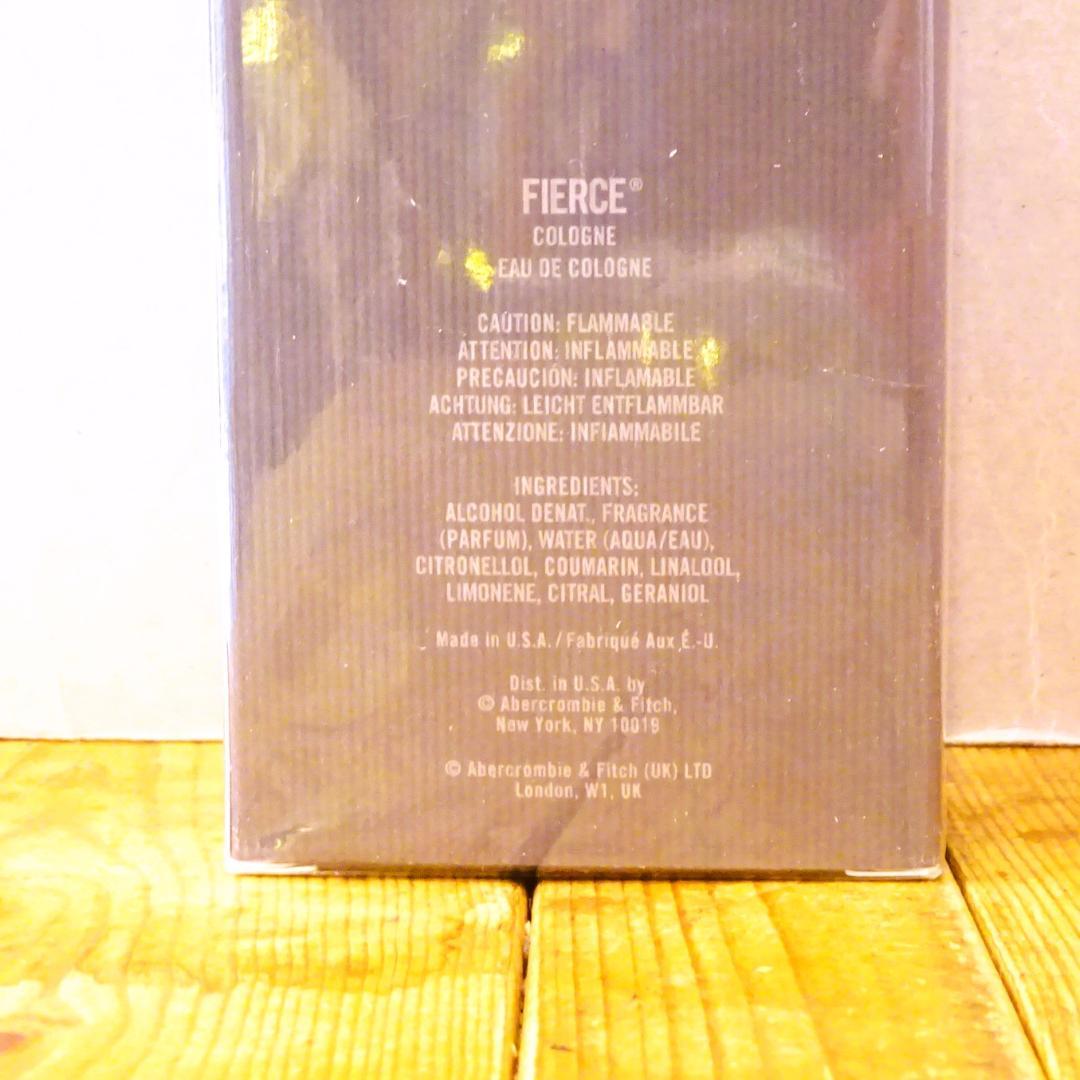 FIERCE®
COLOGNE
EAU DE COLOGNE
CAUTION: FLAMMABLE
ATTENTION: INFLAMMABLE
PRECAUCIÓN: INFLAMABLE
ACHTUNG: LEICHT ENTFLAMMBAR
ATTENZIONE: INFIAMMABILE
INGREDIENTS:
ALCOHOL DENAT., FRAGRANCE
(PARFUM), WATER (AQUA/EAU),
CITRONELLOL, COUMARIN, LINALOOL,
LIMONENE, CITRAL, GERANIOL
Made in U.S.A. / Fabriqué Aux É.-U.
Dist. in U.S.A. by
© Abercrombie & Fitch,
New York, NY 10019
© Abercrombie & Fitch (UK) LTD
London, W1, UK